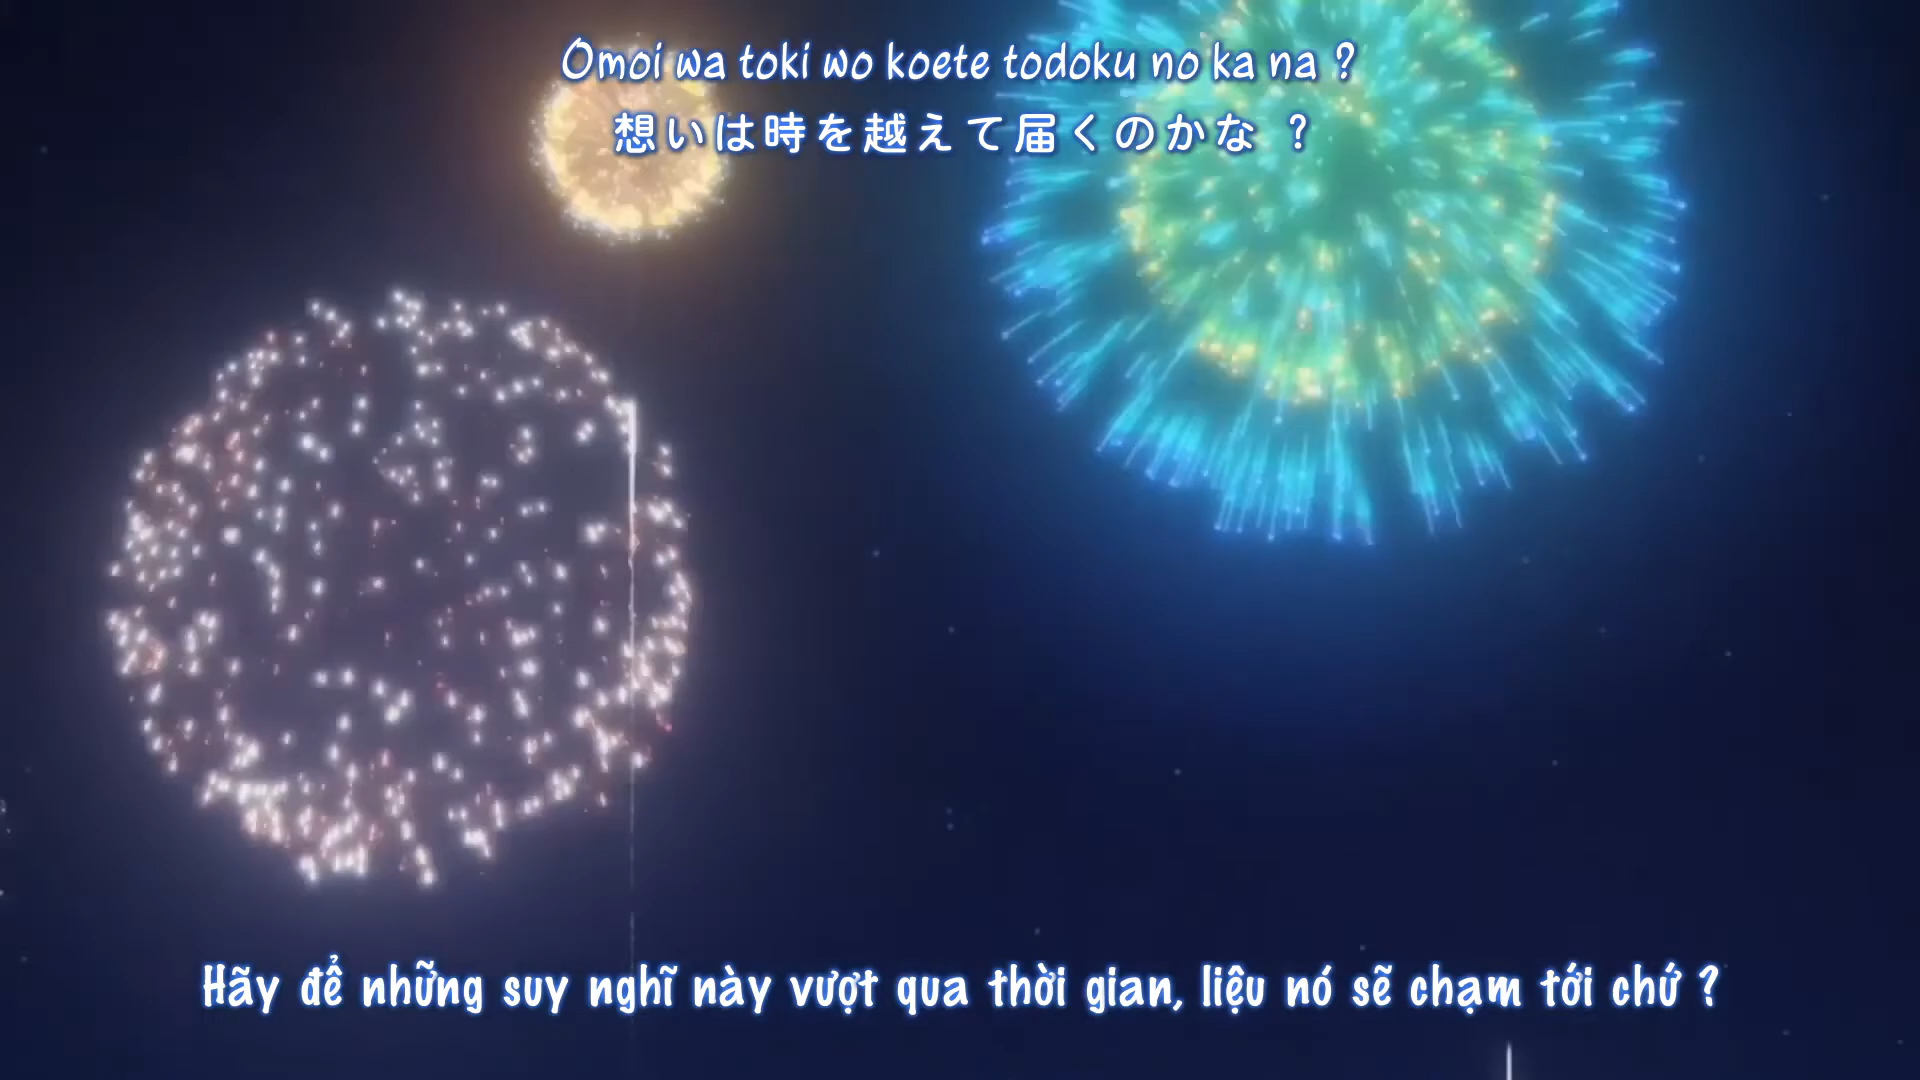 Omoi wa toki wo koete todoku no ka na ?
想いは時を越えて届くのかな ？
Hãy để những suy nghĩ này vượt qua thời gian, liệu nó sẽ chạm tới chứ ?